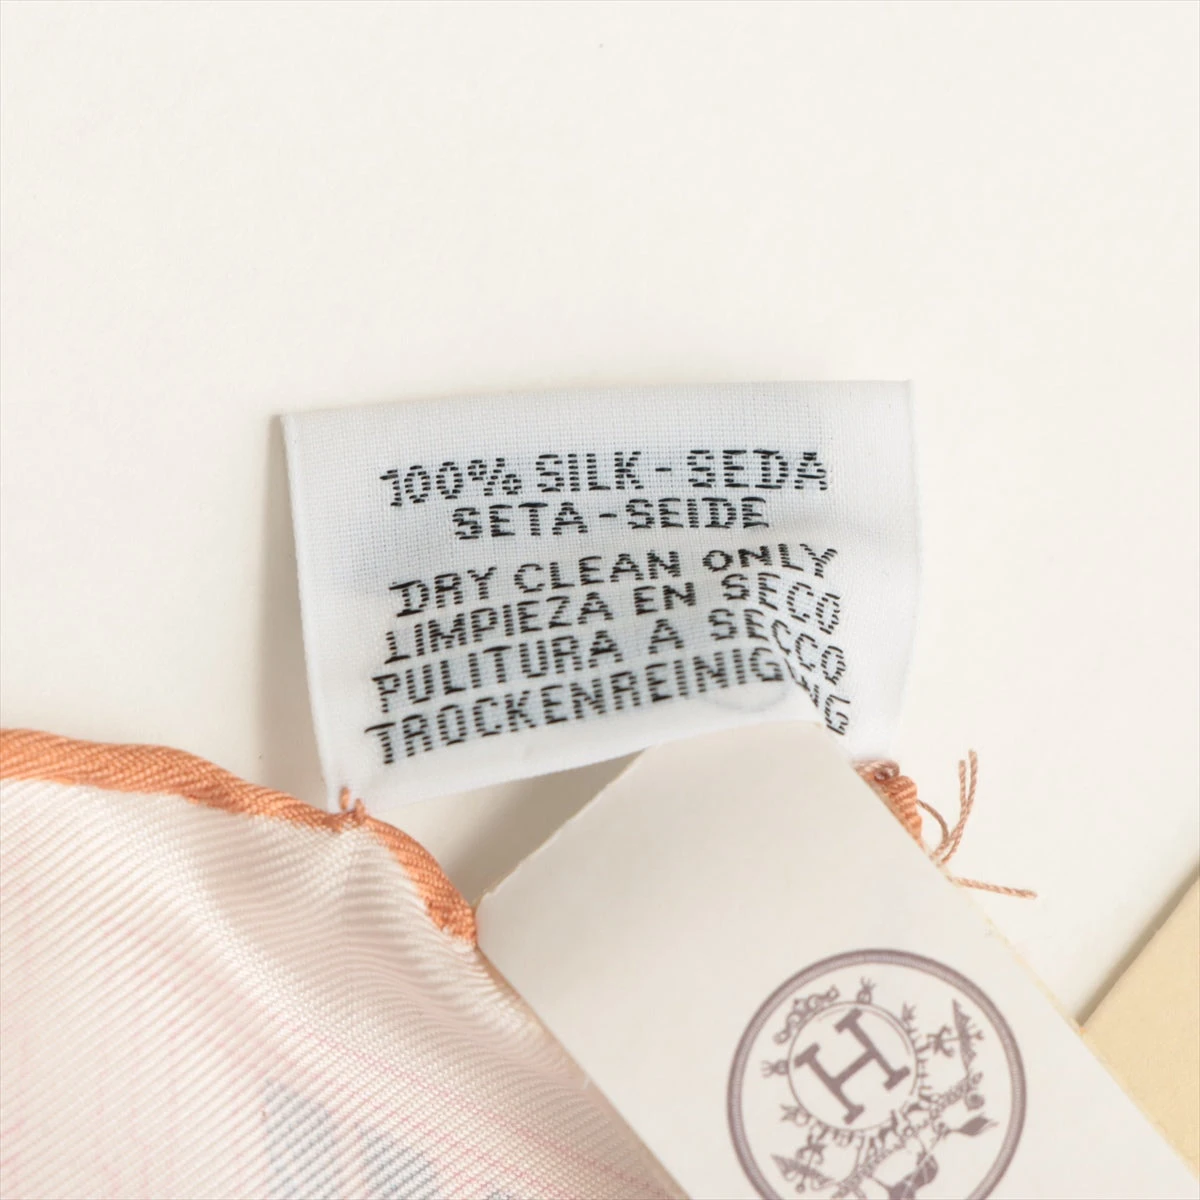 100% SILK - SEDA
SETA - SEIDE
DRY CLEAN ONLY
LIMPIEZA EN SECO
PULITURA A SECCO
TROCKENREINIGUNG
H